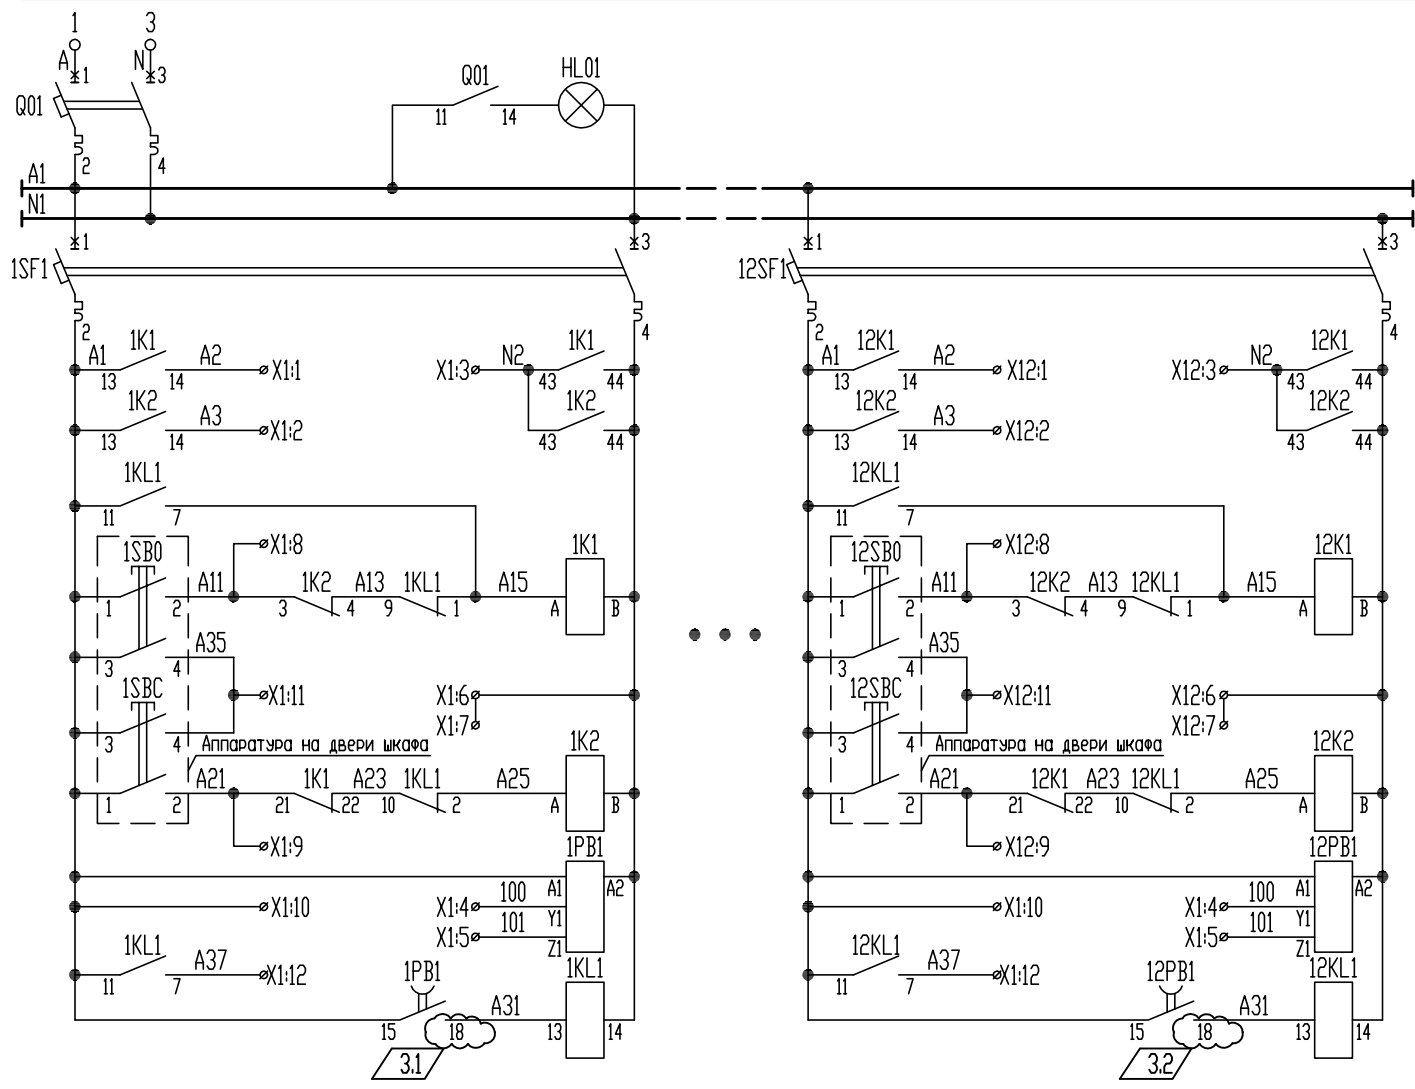 1 3
A N
1 3
Q01
2 4
Q01 HL01
11 14
A1
N1
1 3 1 3
1SF1 12SF1
2 4 2 4
1K1 1K1 12K1 12K1
A1 A2 X1:1 X1:3 N2 A1 A2 X12:1 X12:3 N2
13 14 43 44 13 14 43 44
1K2 1K2 12K2 12K2
A3 X1:2 A3 X12:2
13 14 43 44 13 14 43 44
1KL1 12KL1
11 7 11 7
X1:8 X12:8
1SB0 1K1 12SB0 12K1
A11 1K2 A13 1KL1 A15 A11 12K2 A13 12KL1 A15
1 2 3 4 9 1 A B 1 2 3 4 9 1 A B
A35 A35
3 4 3 4
1SBC X1:11 X1:6 12SBC X12:11 X12:6
X1:7 X12:7
3 4 3 4
Аппаратура на двери шкафа 1K2 Аппаратура на двери шкафа 12K2
A21 1K1 A23 1KL1 A25 A21 12K1 A23 12KL1 A25
1 2 21 22 10 2 A B 1 2 21 22 10 2 A B
X1:9 1PB1 X12:9 12PB1
A1 A2 A1 A2
X1:10 X1:4 100 Y1 X1:10 X1:4 100 Y1
X1:5 101 Z1 X1:5 101 Z1
1KL1 A37 X1:12 1PB1 1KL1 12KL1 A37 X1:12 12PB1 12KL1
11 7 11 7
A31 A31
15 18 13 14 15 18 13 14
3.1 3.2